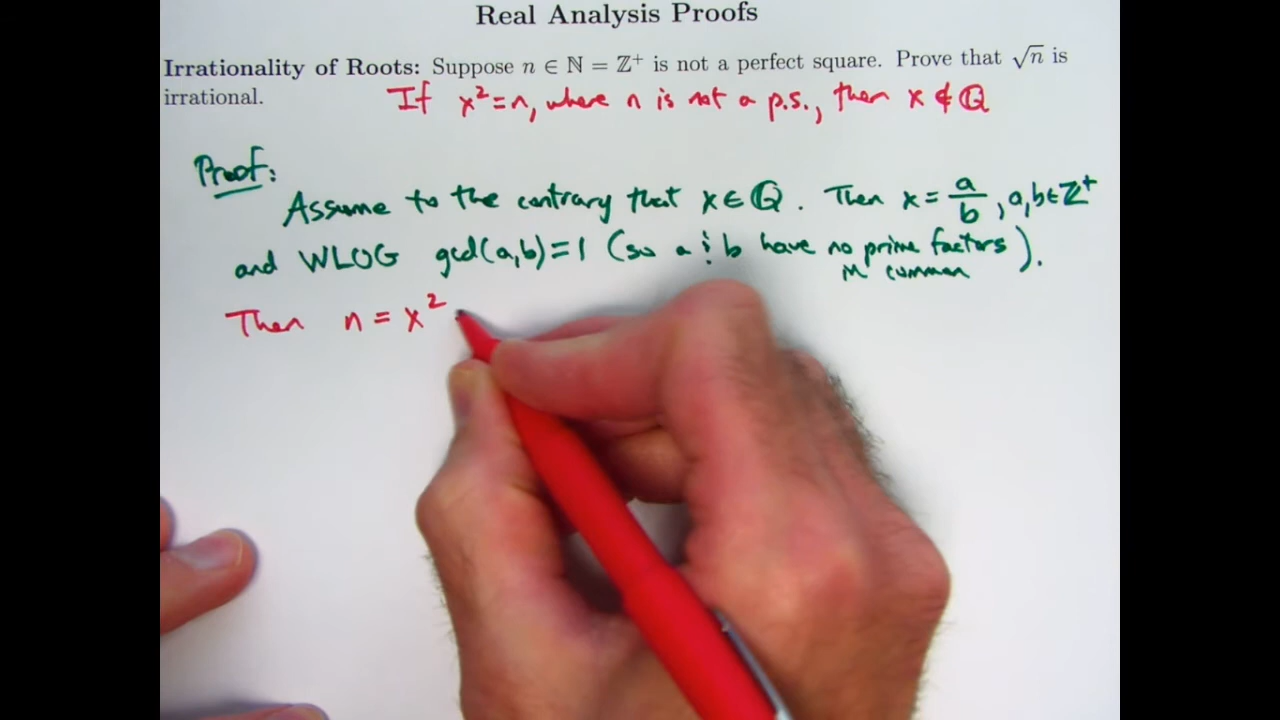 Real Analysis Proofs
Irrationality of Roots: Suppose n ∈ ℕ = ℤ⁺ is not a perfect square. Prove that √n is
irrational.
If x² = n, where n is not a p.s., then x ∉ ℚ
Proof:
Assume to the contrary that x ∈ ℚ. Then x = a/b, a,b ∈ ℤ⁺
and WLOG gcd(a,b) = 1 (so a & b have no prime factors
in common).
Then n = x²